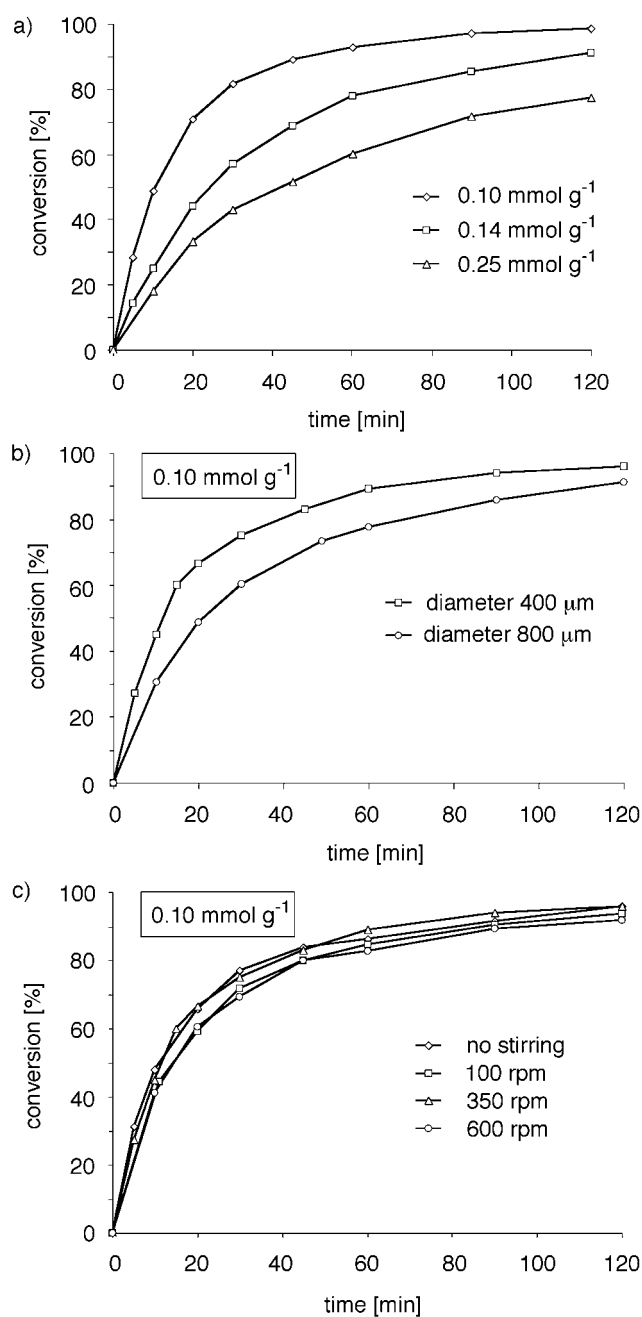 a)
100
80
60
40
20
0
conversion [%]
0.10 mmol g⁻¹
0.14 mmol g⁻¹
0.25 mmol g⁻¹
0 20 40 60 80 100 120
time [min]
b)
0.10 mmol g⁻¹
100
80
60
40
20
0
conversion [%]
diameter 400 µm
diameter 800 µm
0 20 40 60 80 100 120
time [min]
c)
0.10 mmol g⁻¹
100
80
60
40
20
0
conversion [%]
no stirring
100 rpm
350 rpm
600 rpm
0 20 40 60 80 100 120
time [min]